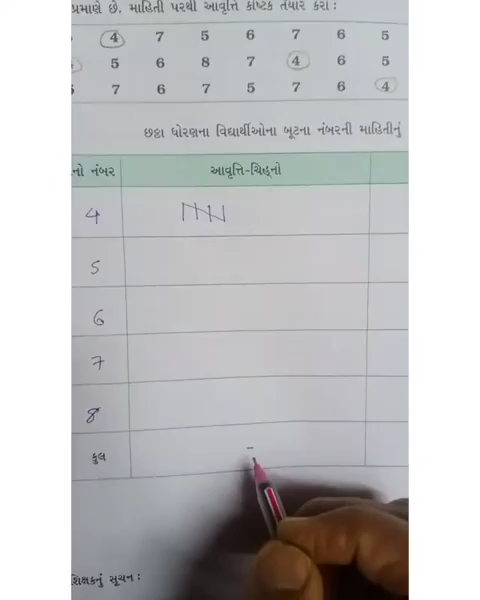 પ્રમાણે છે. માહિતી પરથી આવૃત્તિ કોષ્ટક તૈયાર કરો :
4 7 5 6 7 6 5
5 6 8 7 4 6 5
7 6 7 5 7 6 4
છઠ્ઠા ધોરણના વિદ્યાર્થીઓના બૂટના નંબરની માહિતીનું
નો નંબર આવૃત્તિ-ચિહ્નો
4
5
6
7
8
કુલ
શિક્ષકનું સૂચન :